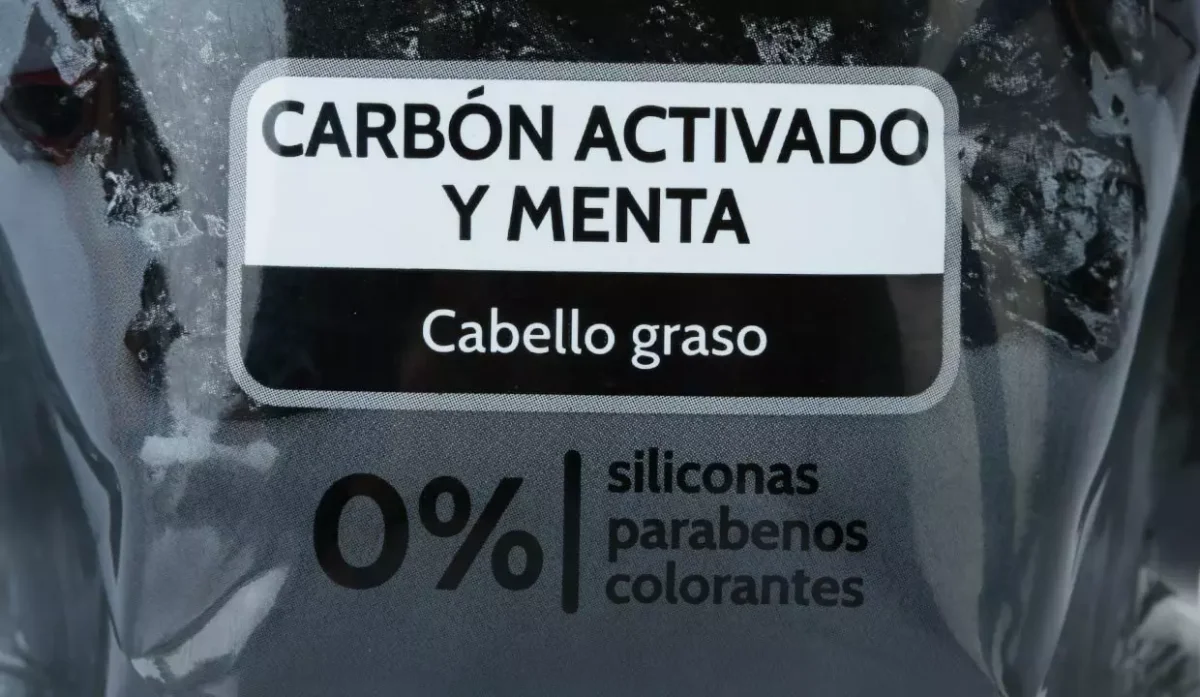 CARBÓN ACTIVADO
Y MENTA
Cabello graso
0%
siliconas
parabenos
colorantes